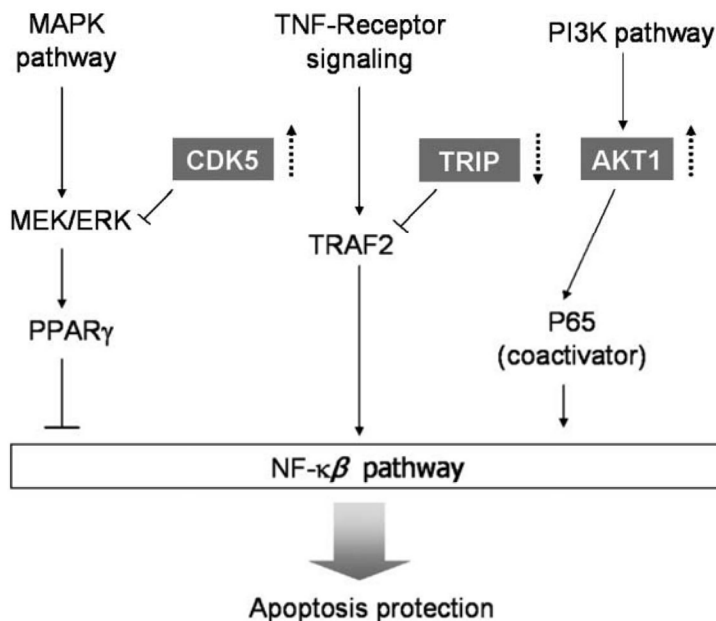 MAPK
pathway
TNF-Receptor
signaling
PI3K pathway
CDK5
TRIP
AKT1
MEK/ERK
TRAF2
PPARγ
P65
(coactivator)
NF-κβ pathway
Apoptosis protection